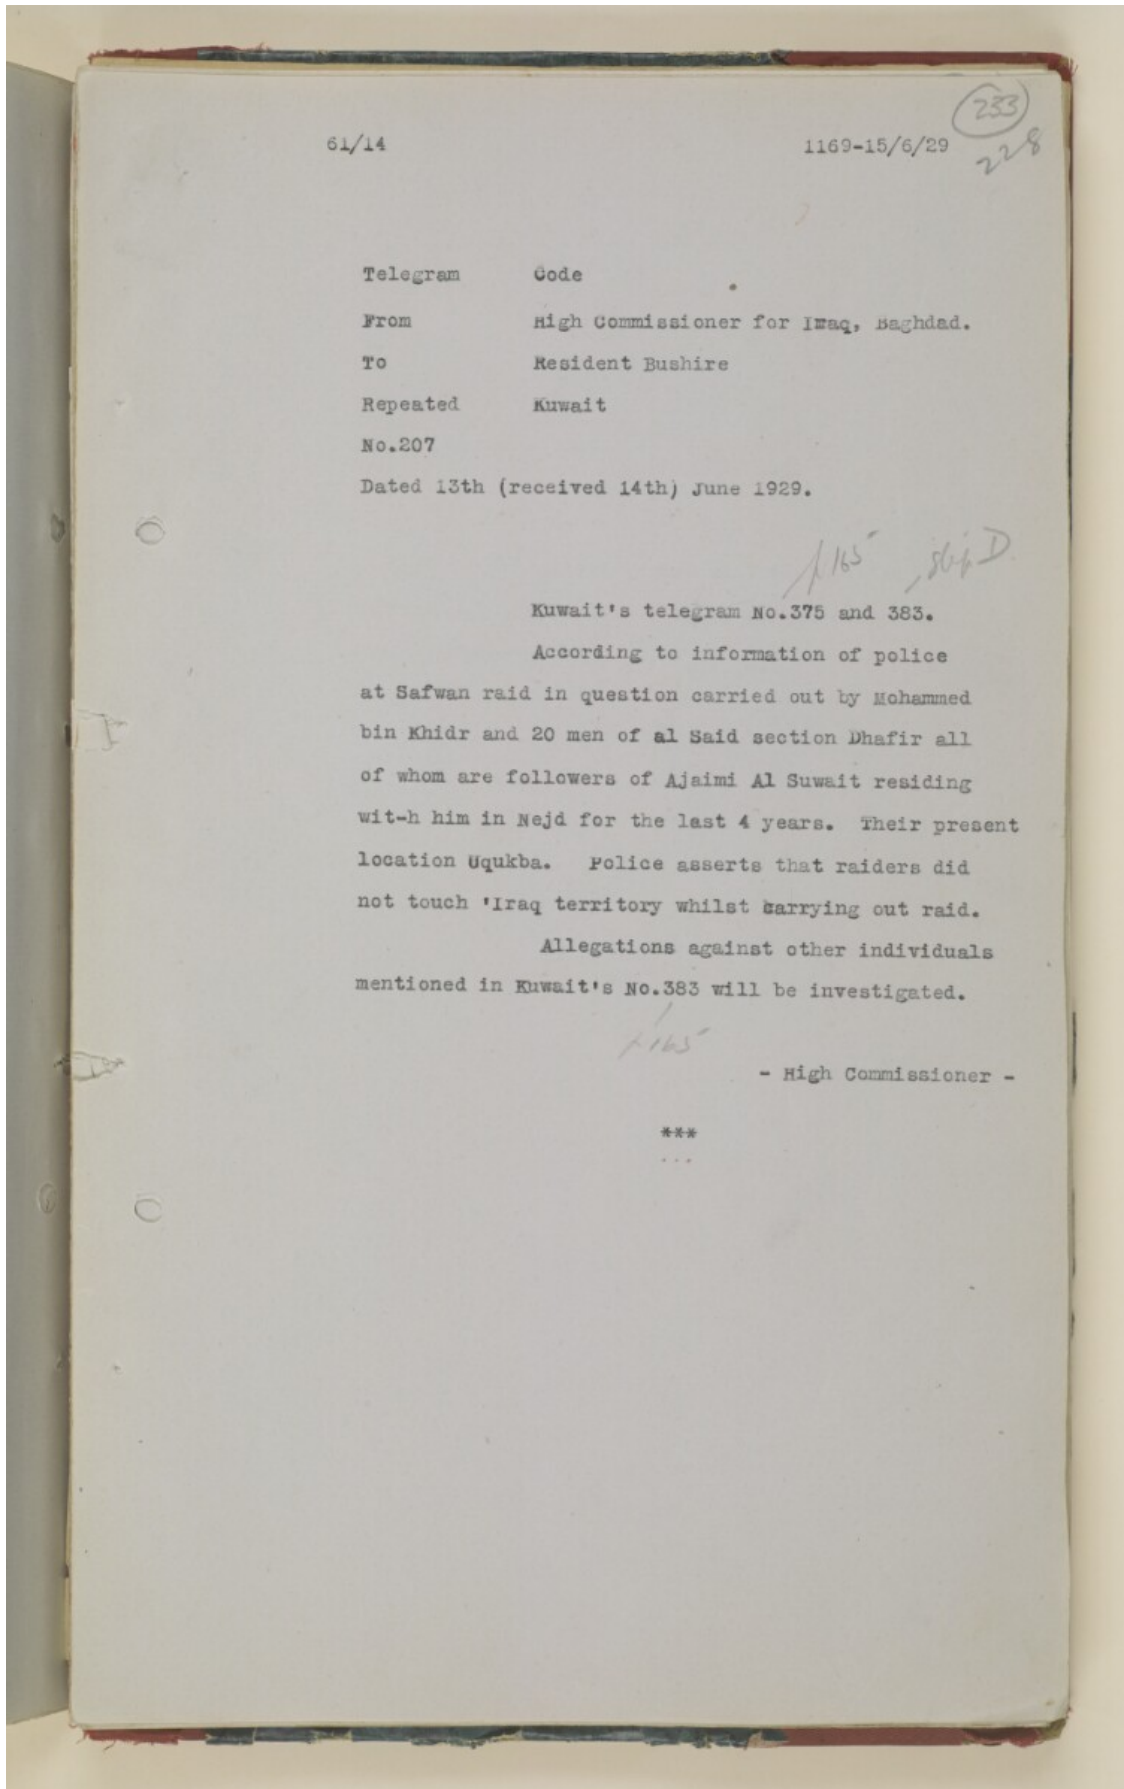 233
61/14 1169-15/6/29
228
Telegram Code
From High Commissioner for Iraq, Baghdad.
To Resident Bushire
Repeated Kuwait
No.207
Dated 13th (received 14th) June 1929.
165
Kuwait's telegram No.375 and 383.
According to information of police
at Safwan raid in question carried out by Mohammed
bin Khidr and 20 men of al Said section Dhafir all
of whom are followers of Ajaimi Al Suwait residing
wit-h him in Nejd for the last 4 years. Their present
location Uqukba. Police asserts that raiders did
not touch 'Iraq territory whilst carrying out raid.
Allegations against other individuals
mentioned in Kuwait's No.383 will be investigated.
165
- High Commissioner -
***
...